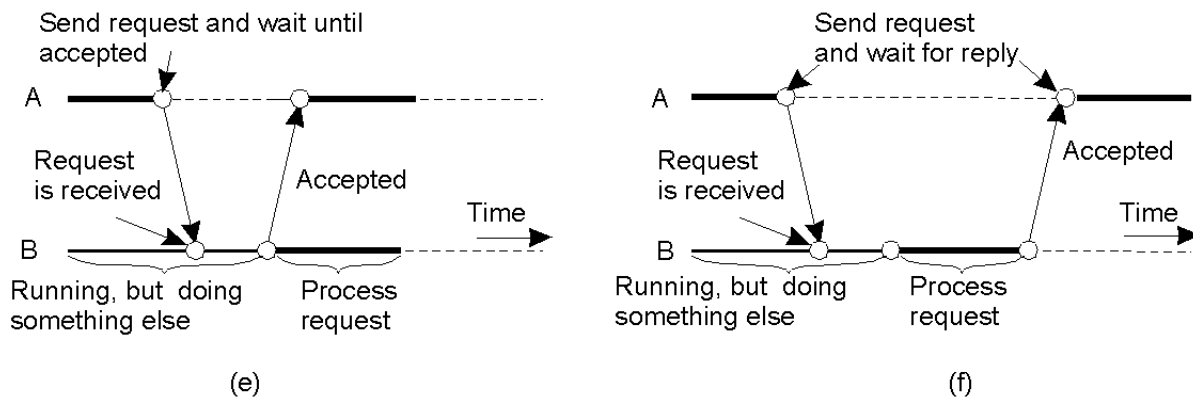 Send request and wait until
accepted
A
Request
is received
Accepted
Time
B
Running, but doing
something else
Process
request
(e)
Send request
and wait for reply
A
Request
is received
Accepted
Time
B
Running, but doing
something else
Process
request
(f)